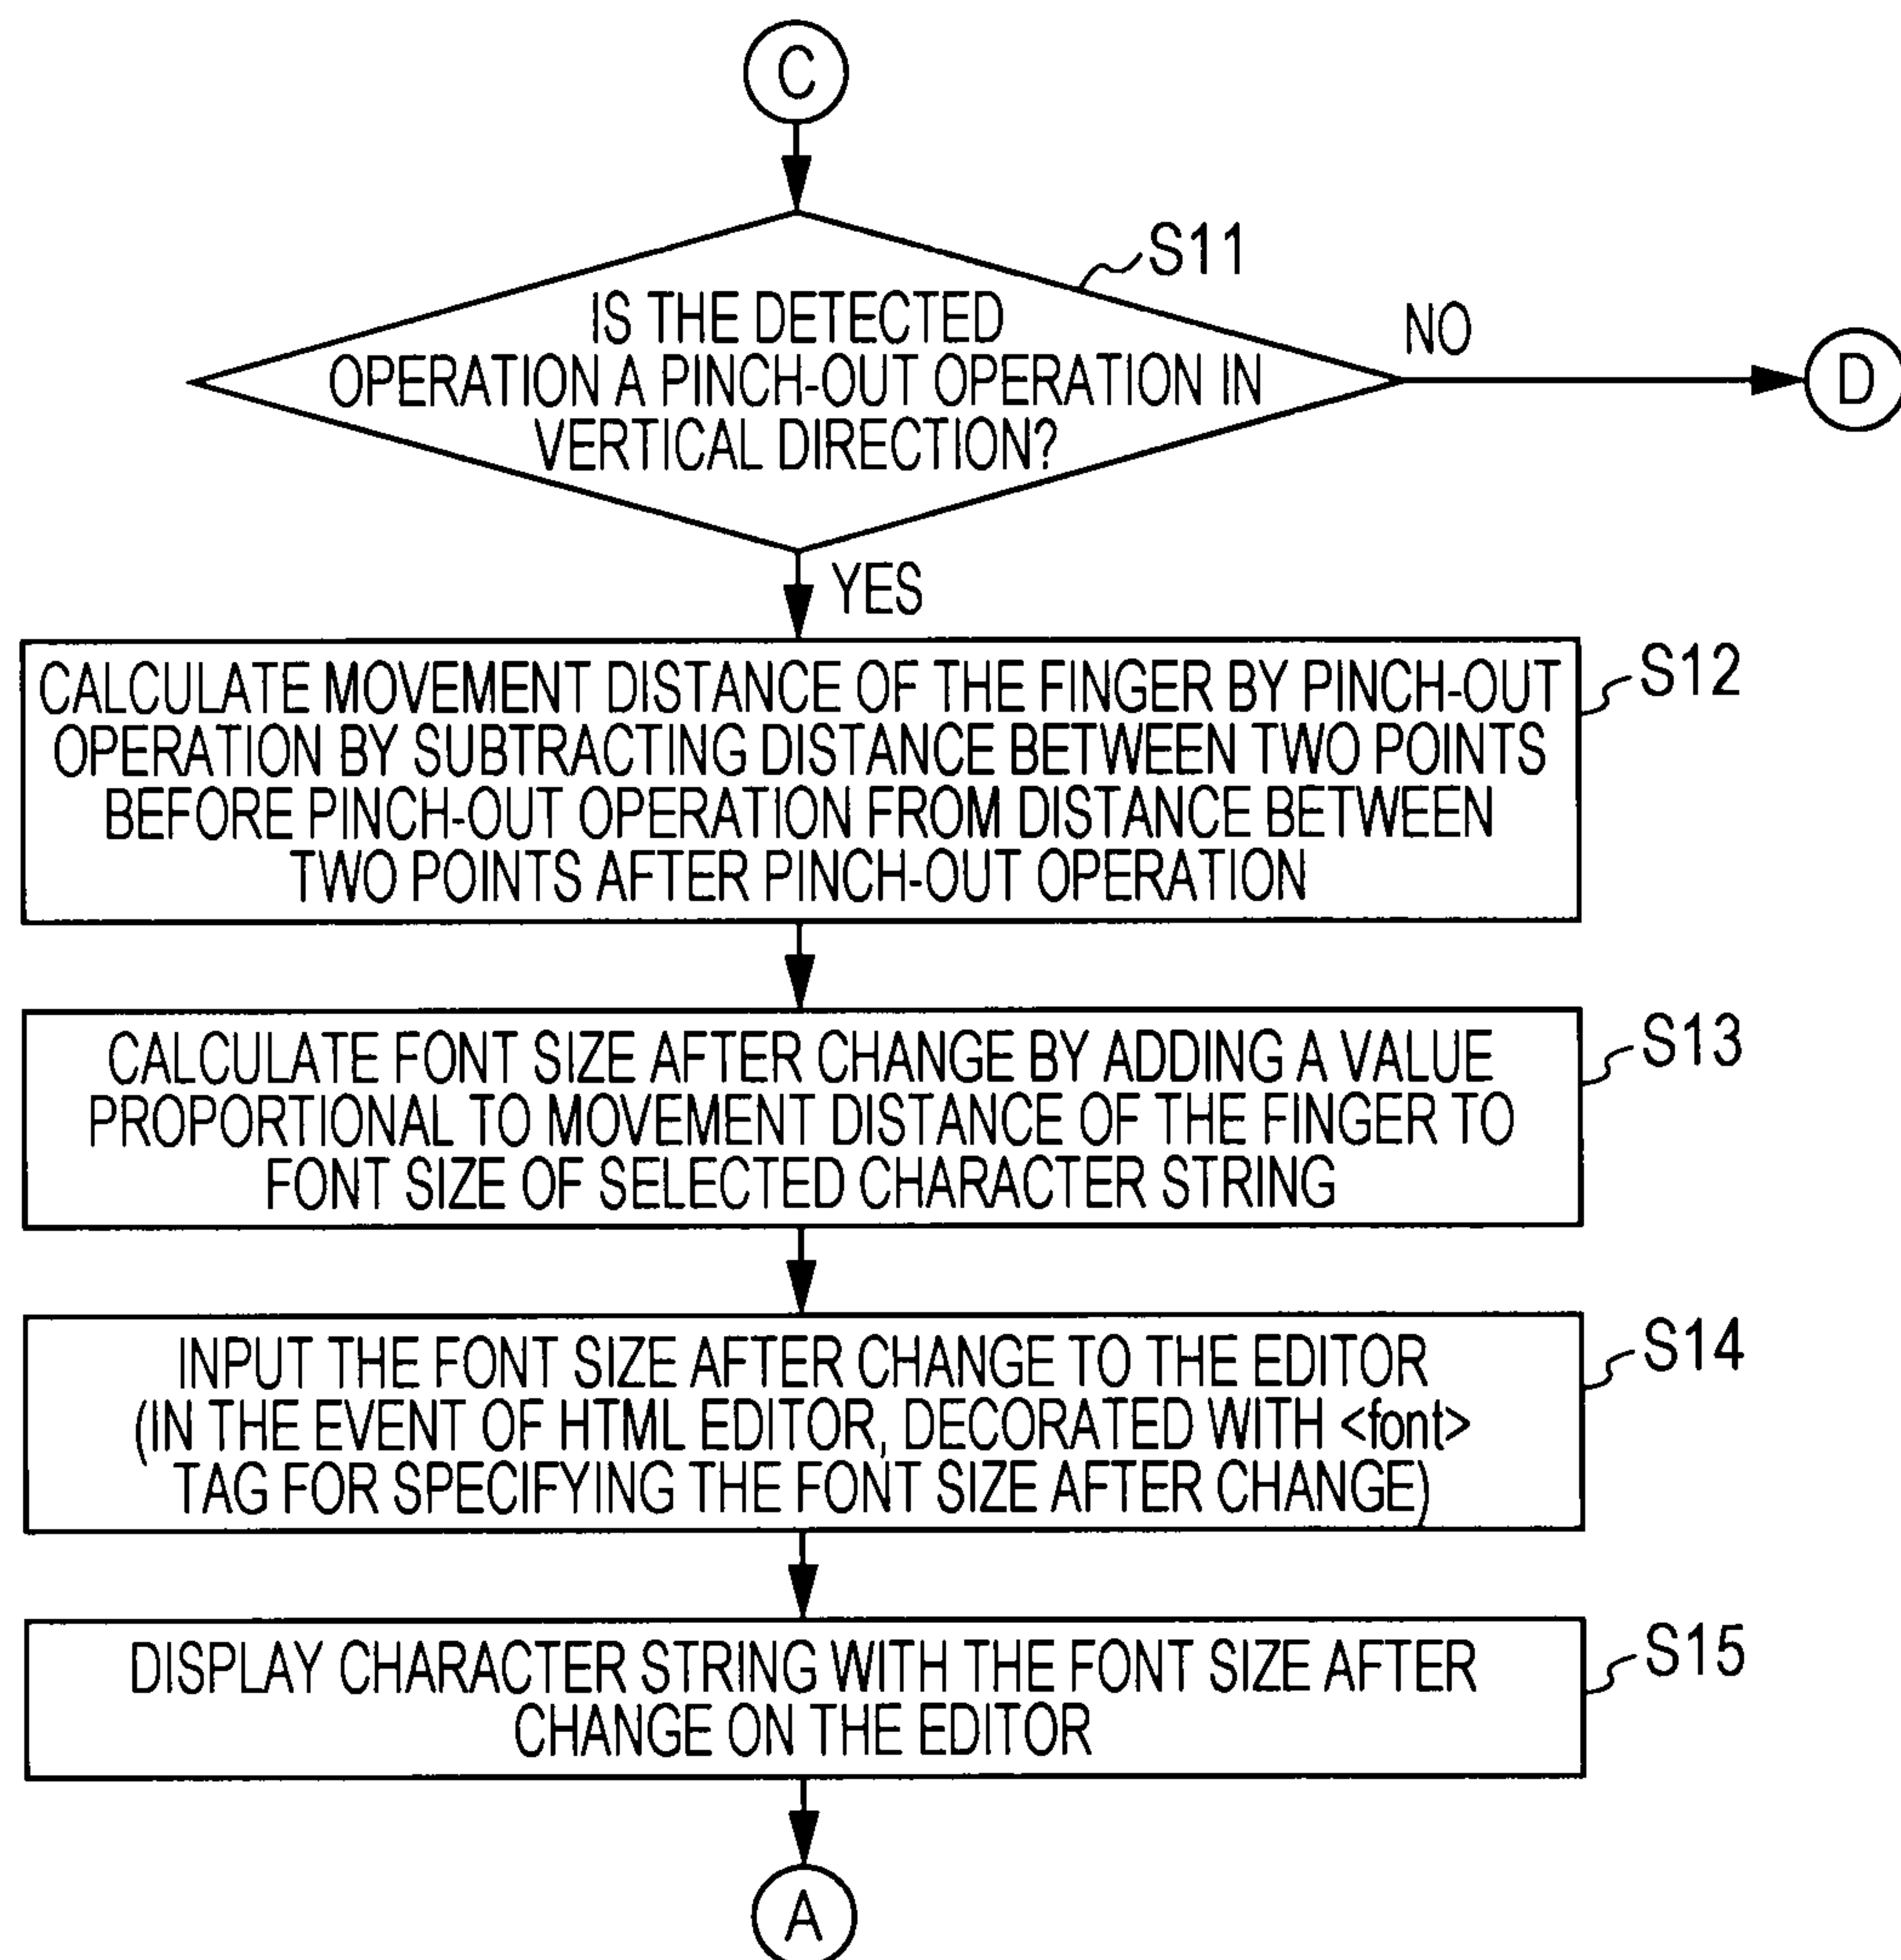 C
S11
IS THE DETECTED
OPERATION A PINCH-OUT OPERATION IN
VERTICAL DIRECTION?
NO
D
YES
S12
CALCULATE MOVEMENT DISTANCE OF THE FINGER BY PINCH-OUT
OPERATION BY SUBTRACTING DISTANCE BETWEEN TWO POINTS
BEFORE PINCH-OUT OPERATION FROM DISTANCE BETWEEN
TWO POINTS AFTER PINCH-OUT OPERATION
S13
CALCULATE FONT SIZE AFTER CHANGE BY ADDING A VALUE
PROPORTIONAL TO MOVEMENT DISTANCE OF THE FINGER TO
FONT SIZE OF SELECTED CHARACTER STRING
S14
INPUT THE FONT SIZE AFTER CHANGE TO THE EDITOR
(IN THE EVENT OF HTML EDITOR, DECORATED WITH <font>
TAG FOR SPECIFYING THE FONT SIZE AFTER CHANGE)
S15
DISPLAY CHARACTER STRING WITH THE FONT SIZE AFTER
CHANGE ON THE EDITOR
A